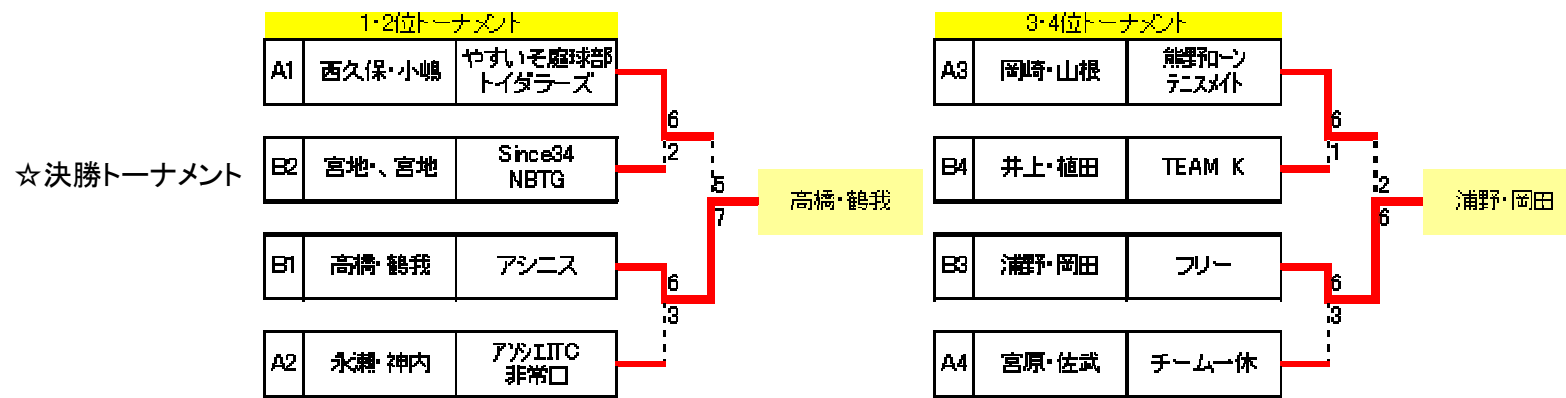 1・2位トーナメント
3・4位トーナメント
☆決勝トーナメント
A1 西久保・小嶋 やすいそ庭球部
トイダラーズ
6
2
B2 宮地・、宮地 Since34
NBTG
5
7
高橋・鶴我
B1 高橋・鶴我 アシニス
6
3
A2 永瀬・神内 アソシエITC
非常口
A3 岡崎・山根 熊野ローン
テニスメイト
6
1
B4 井上・植田 TEAM K
2
6
浦野・岡田
B3 浦野・岡田 フリー
6
3
A4 宮原・佐武 チーム一休